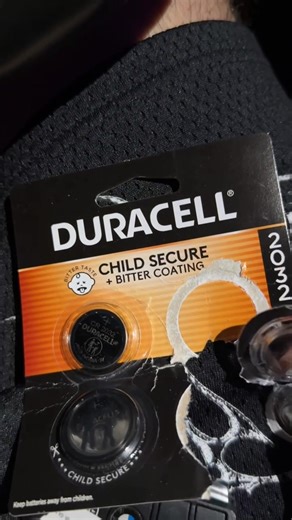 DURACELL®
BITTER TASTE
CHILD SECURE
+ BITTER COATING
2032
DURACELL
CHILD SECURE
Keep batteries away from children.